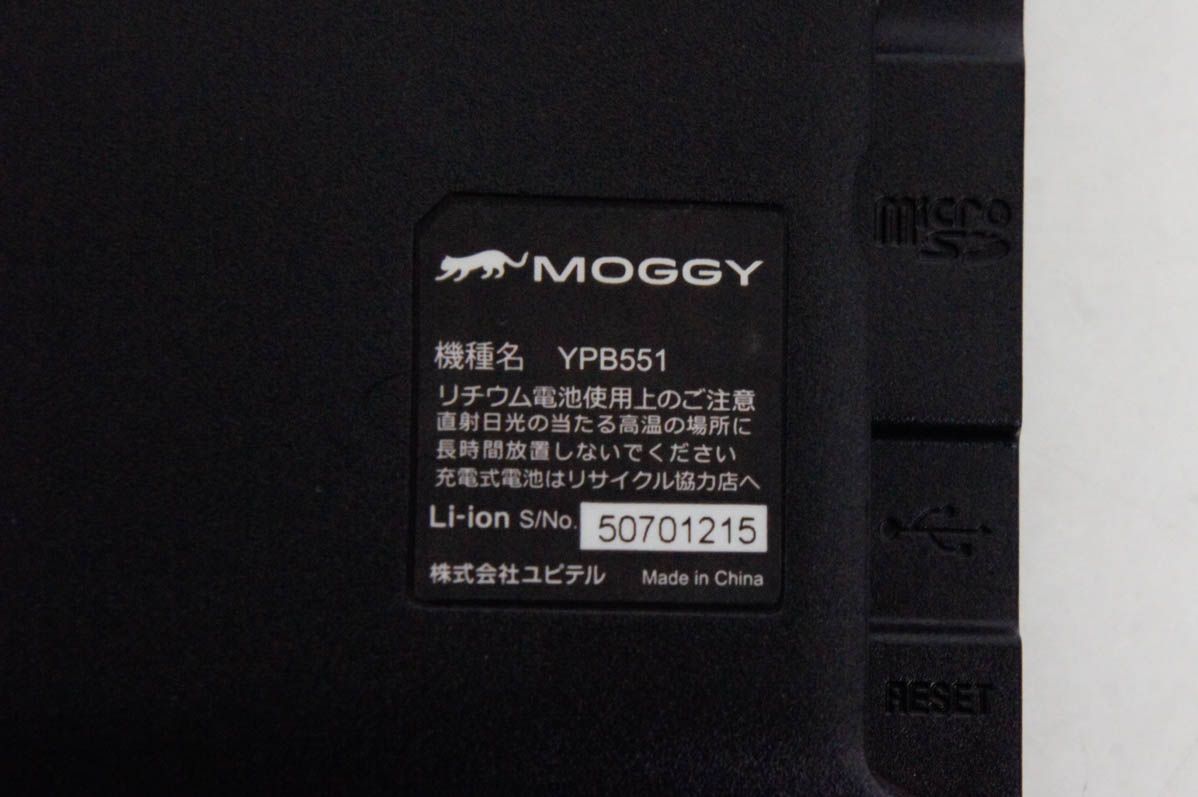 MOGGY
機種名 YPB551
リチウム電池使用上のご注意
直射日光の当たる高温の場所に
長時間放置しないでください
充電式電池はリサイクル協力店へ
Li-ion S/No. 50701215
株式会社ユピテル Made in China
micro
SD
RESET